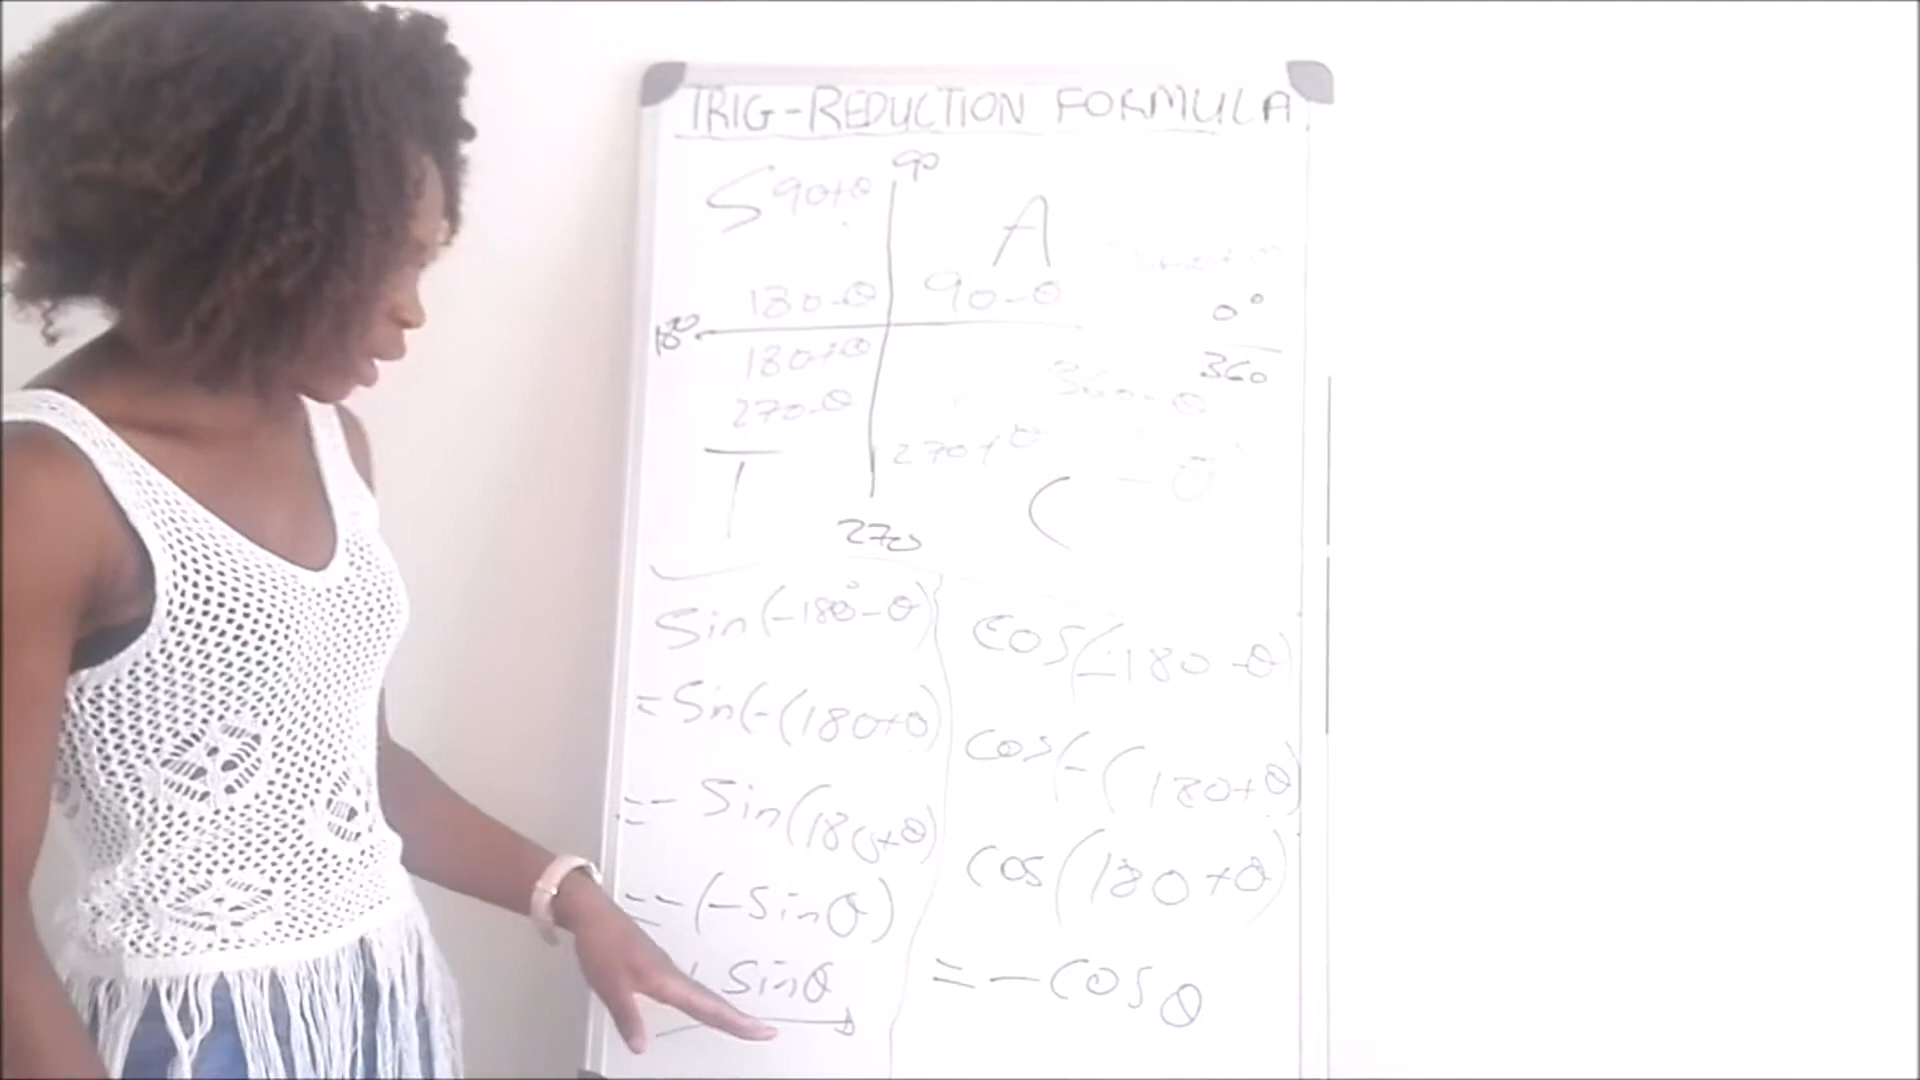 TRIG-REDUCTION FORMULA
90
S 90+θ
A
180-θ
90-θ
0°
180
180+θ
360
360-θ
270-θ
270+θ
-θ
T
C
270
Sin(-180°-θ)
=Sin(-(180+θ)
=-Sin(180+θ)
=-(-Sinθ)
Sinθ
cos(-180-θ)
cos(-(180+θ)
cos(180+θ)
=-cosθ